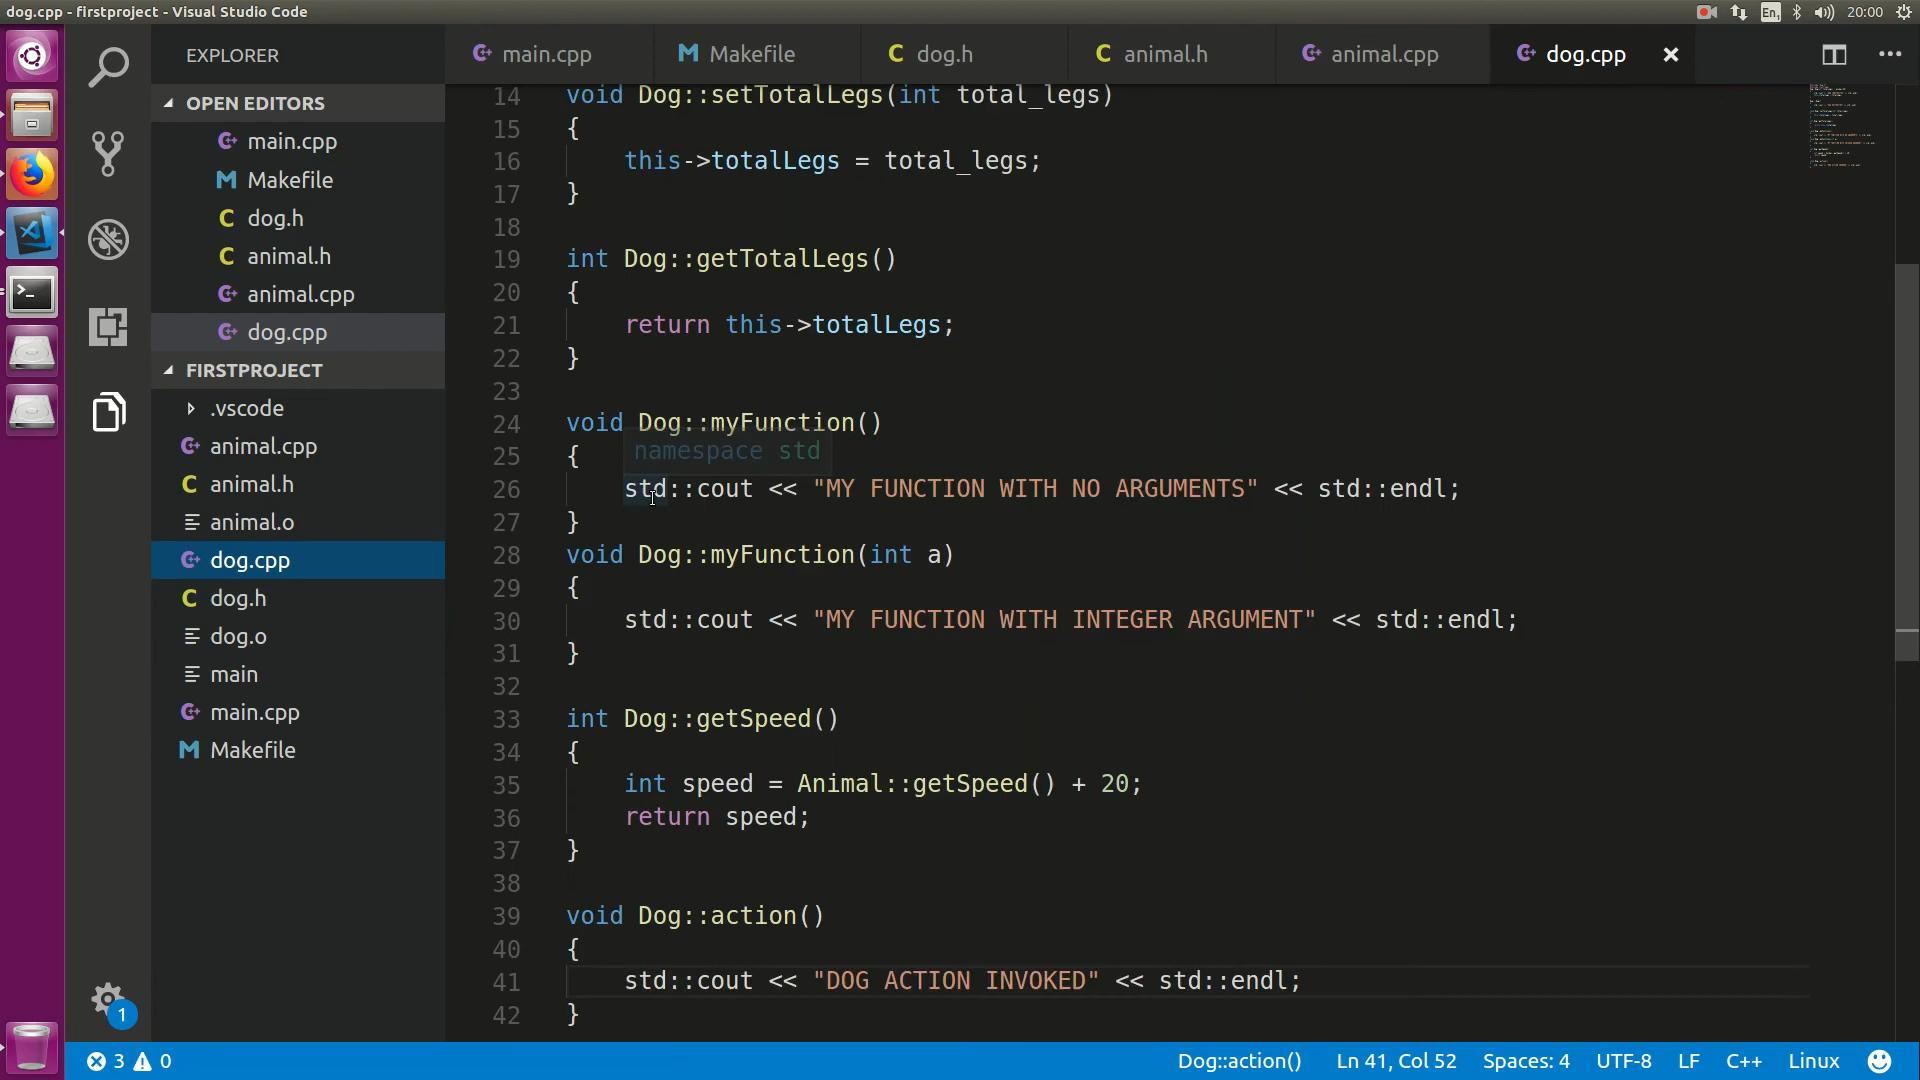 dog.cpp - firstproject - Visual Studio Code
En
20:00
EXPLORER
main.cpp
Makefile
dog.h
animal.h
animal.cpp
dog.cpp
OPEN EDITORS
main.cpp
Makefile
dog.h
animal.h
animal.cpp
dog.cpp
FIRSTPROJECT
.vscode
animal.cpp
animal.h
animal.o
dog.cpp
dog.h
dog.o
main
main.cpp
Makefile
1
14 void Dog::setTotalLegs(int total_legs)
15 {
16 this->totalLegs = total_legs;
17 }
18
19 int Dog::getTotalLegs()
20 {
21 return this->totalLegs;
22 }
23
24 void Dog::myFunction()
namespace std
25 {
26 std::cout << "MY FUNCTION WITH NO ARGUMENTS" << std::endl;
27 }
28 void Dog::myFunction(int a)
29 {
30 std::cout << "MY FUNCTION WITH INTEGER ARGUMENT" << std::endl;
31 }
32
33 int Dog::getSpeed()
34 {
35 int speed = Animal::getSpeed() + 20;
36 return speed;
37 }
38
39 void Dog::action()
40 {
41 std::cout << "DOG ACTION INVOKED" << std::endl;
42 }
3 0
Dog::action() Ln 41, Col 52 Spaces: 4 UTF-8 LF C++ Linux